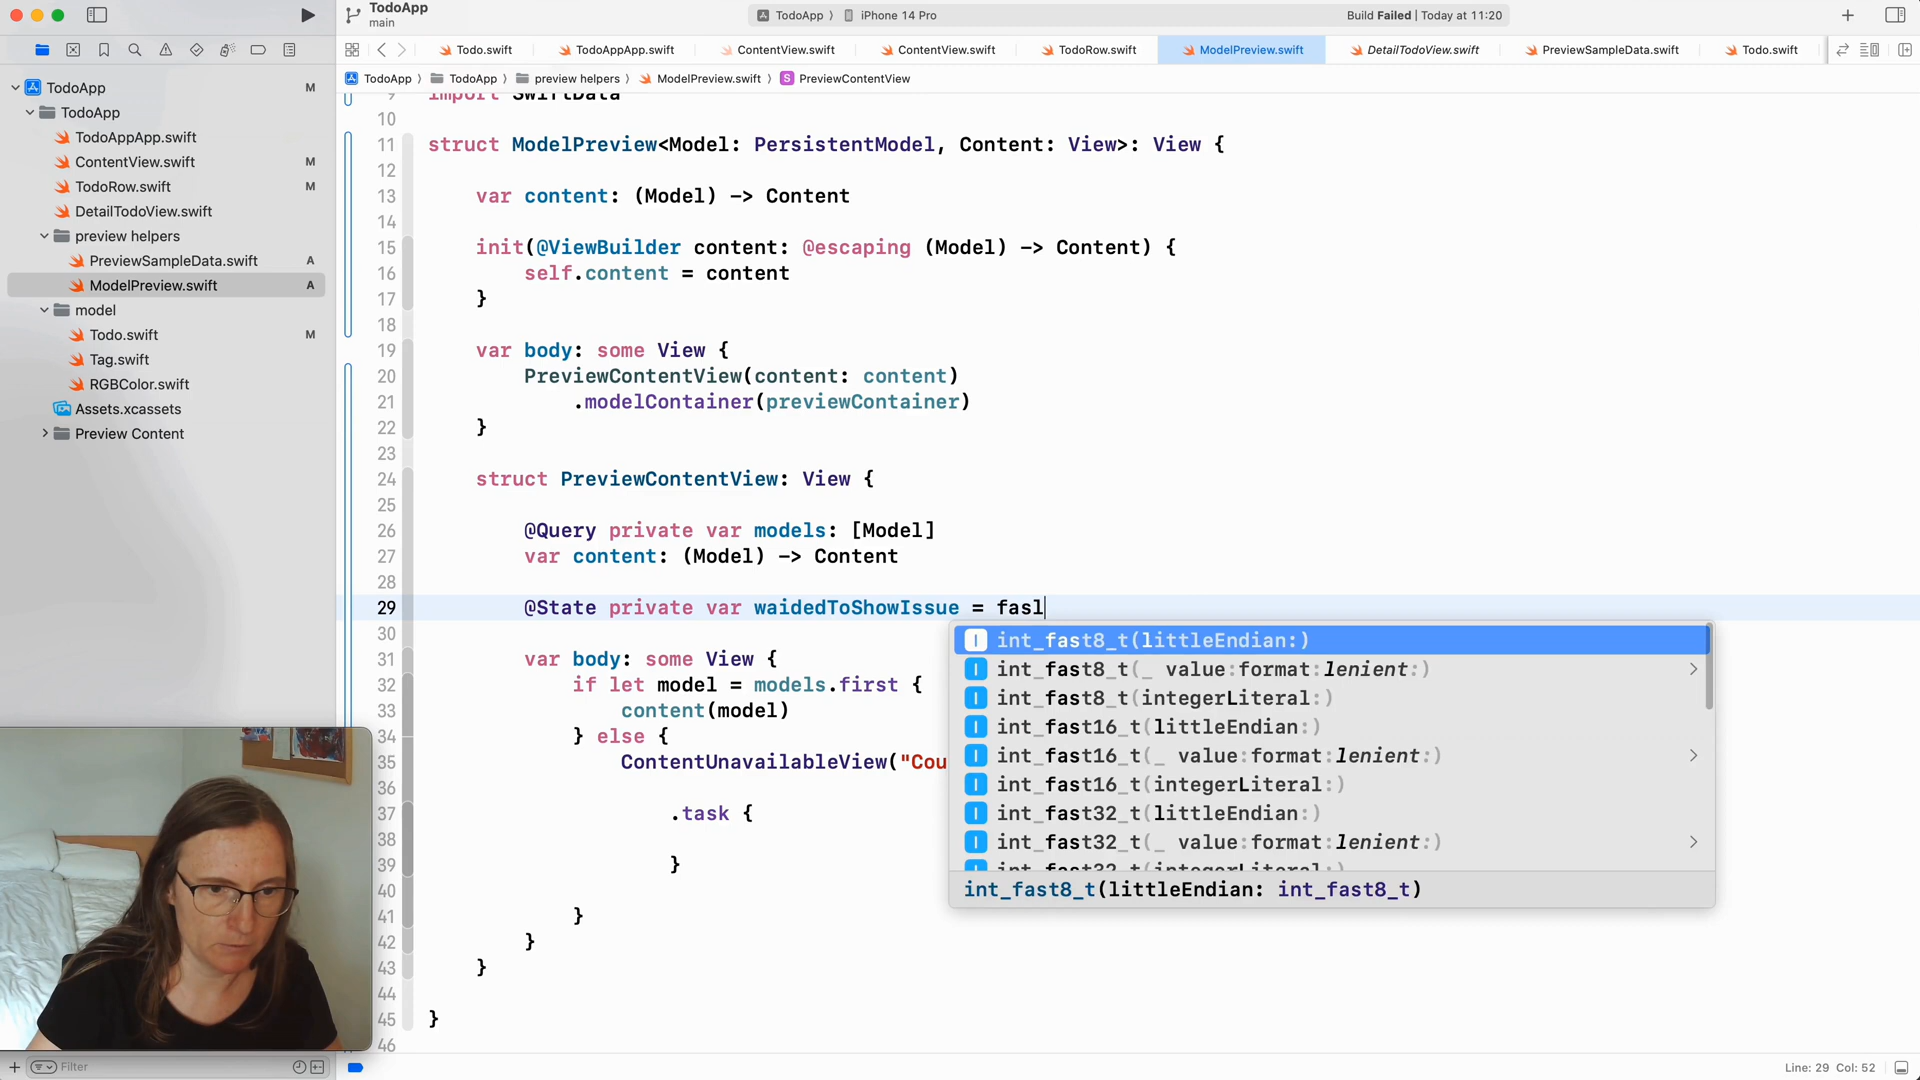 TodoApp
main
TodoApp
iPhone 14 Pro
Build Failed | Today at 11:20
Todo.swift
TodoAppApp.swift
ContentView.swift
ContentView.swift
TodoRow.swift
ModelPreview.swift
DetailTodoView.swift
PreviewSampleData.swift
Todo.swift
TodoApp
TodoApp
preview helpers
ModelPreview.swift
S PreviewContentView
TodoApp M
TodoApp
TodoAppApp.swift
ContentView.swift M
TodoRow.swift M
DetailTodoView.swift
preview helpers
PreviewSampleData.swift A
ModelPreview.swift A
model
Todo.swift M
Tag.swift
RGBColor.swift
Assets.xcassets
Preview Content
9 import SwiftData
10
11 struct ModelPreview<Model: PersistentModel, Content: View>: View {
12
13 var content: (Model) -> Content
14
15 init(@ViewBuilder content: @escaping (Model) -> Content) {
16 self.content = content
17 }
18
19 var body: some View {
20 PreviewContentView(content: content)
21 .modelContainer(previewContainer)
22 }
23
24 struct PreviewContentView: View {
25
26 @Query private var models: [Model]
27 var content: (Model) -> Content
28
29 @State private var waidedToShowIssue = fasl
30
31 var body: some View {
32 if let model = models.first {
33 content(model)
34 } else {
35 ContentUnavailableView("Cou
36
37 .task {
38
39 }
40
41 }
42 }
43 }
44
45 }
46
I int_fast8_t(littleEndian:)
I int_fast8_t(_ value:format:lenient:)
I int_fast8_t(integerLiteral:)
I int_fast16_t(littleEndian:)
I int_fast16_t(_ value:format:lenient:)
I int_fast16_t(integerLiteral:)
I int_fast32_t(littleEndian:)
I int_fast32_t(_ value:format:lenient:)
int_fast32_t(integerLiteral:)
int_fast8_t(littleEndian: int_fast8_t)
Filter
Line: 29 Col: 52